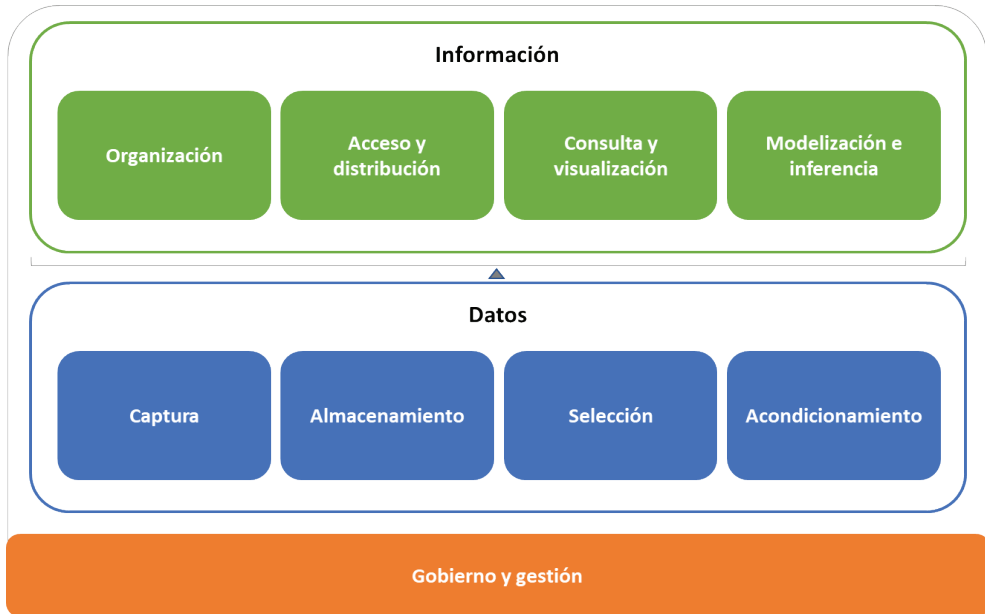 Información
Organización
Acceso y
distribución
Consulta y
visualización
Modelización e
inferencia
Datos
Captura
Almacenamiento
Selección
Acondicionamiento
Gobierno y gestión